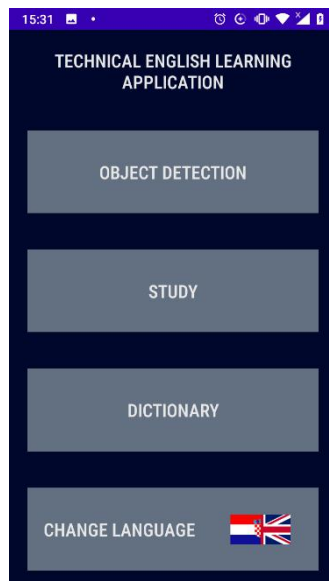 15:31
TECHNICAL ENGLISH LEARNING
APPLICATION
OBJECT DETECTION
STUDY
DICTIONARY
CHANGE LANGUAGE